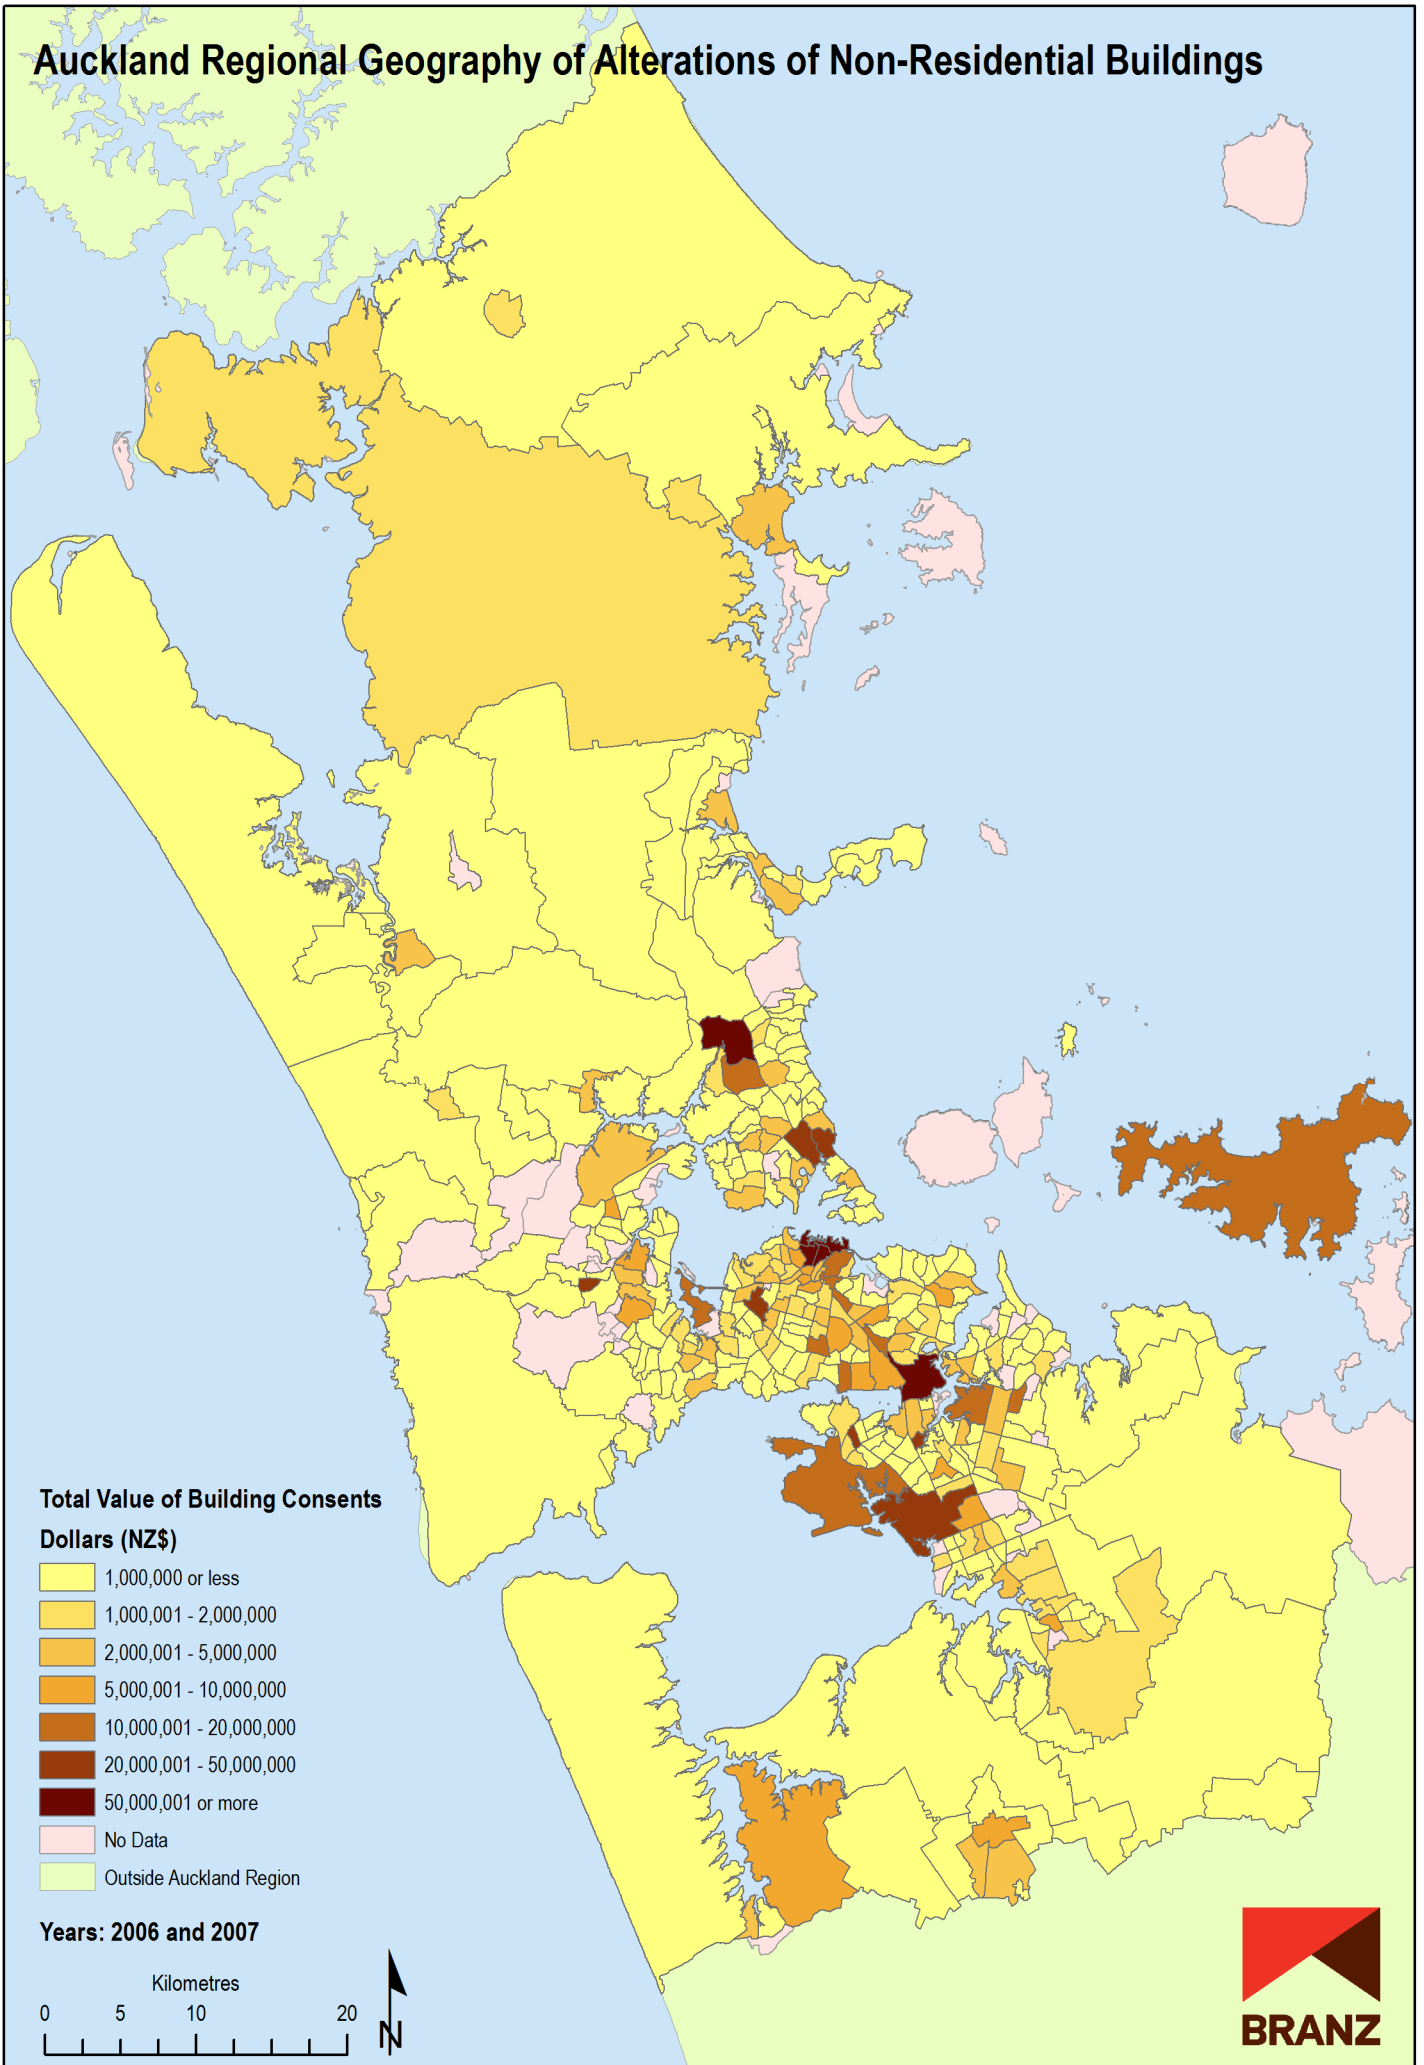 Auckland Regional Geography of Alterations of Non-Residential Buildings
Total Value of Building Consents
Dollars (NZ$)
1,000,000 or less
1,000,001 - 2,000,000
2,000,001 - 5,000,000
5,000,001 - 10,000,000
10,000,001 - 20,000,000
20,000,001 - 50,000,000
50,000,001 or more
No Data
Outside Auckland Region
Years: 2006 and 2007
Kilometres
0 5 10 20
N
BRANZ